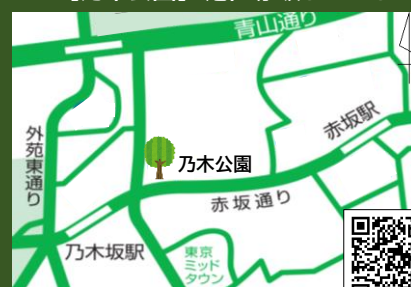 青山通り
外苑東通り
赤坂駅
乃木公園
赤坂通り
乃木坂駅
東京
ミッド
タウン